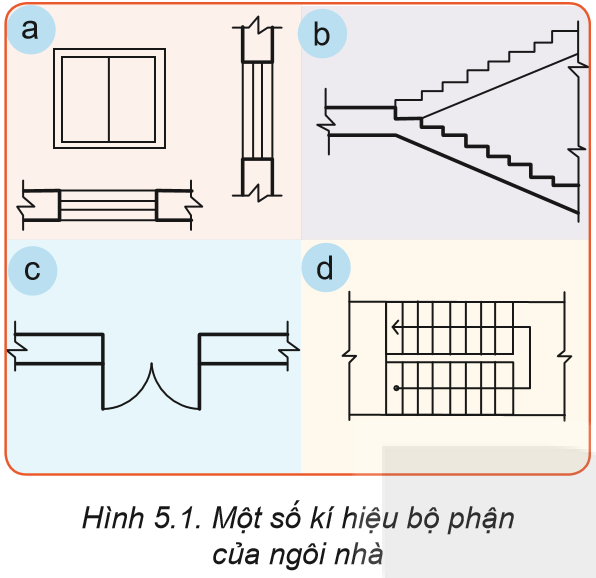 a
b
c
d
Hình 5.1. Một số kí hiệu bộ phận
của ngôi nhà